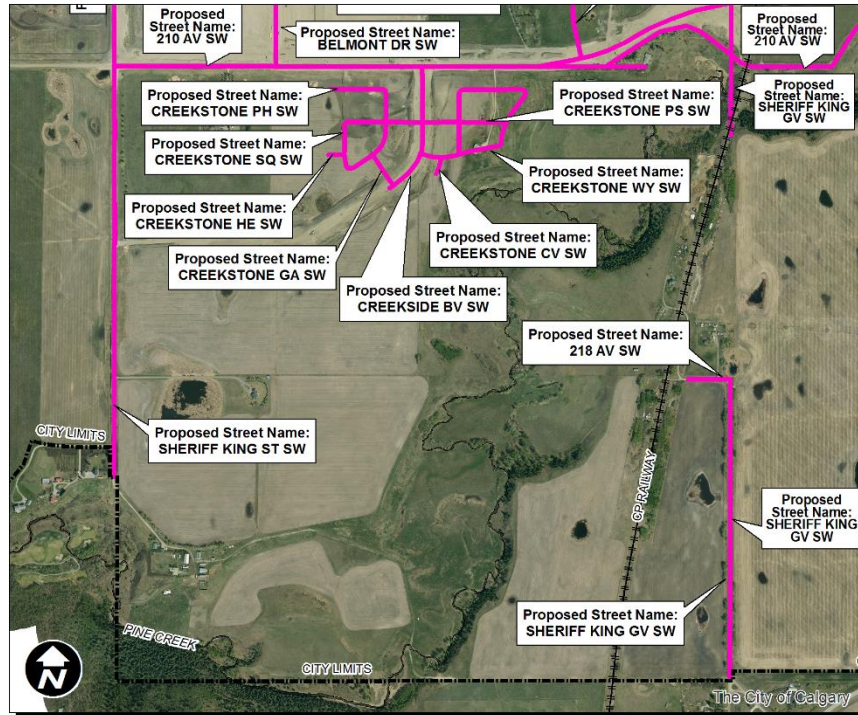 Proposed
Street Name:
210 AV SW
Proposed Street Name:
BELMONT DR SW
Proposed
Street Name:
210 AV SW
Proposed Street Name:
CREEKSTONE PH SW
Proposed Street Name:
CREEKSTONE PS SW
Proposed
Street Name:
SHERIFF KING
GV SW
Proposed Street Name:
CREEKSTONE SQ SW
Proposed Street Name:
CREEKSTONE WY SW
Proposed Street Name:
CREEKSTONE HE SW
Proposed Street Name:
CREEKSTONE GA SW
Proposed Street Name:
CREEKSTONE CV SW
Proposed Street Name:
CREEKSIDE BV SW
Proposed Street Name:
218 AV SW
CITY LIMITS
Proposed Street Name:
SHERIFF KING ST SW
CP RAILWAY
Proposed
Street Name:
SHERIFF KING
GV SW
Proposed Street Name:
SHERIFF KING GV SW
PINE CREEK
CITY LIMITS
N
The City of Calgary